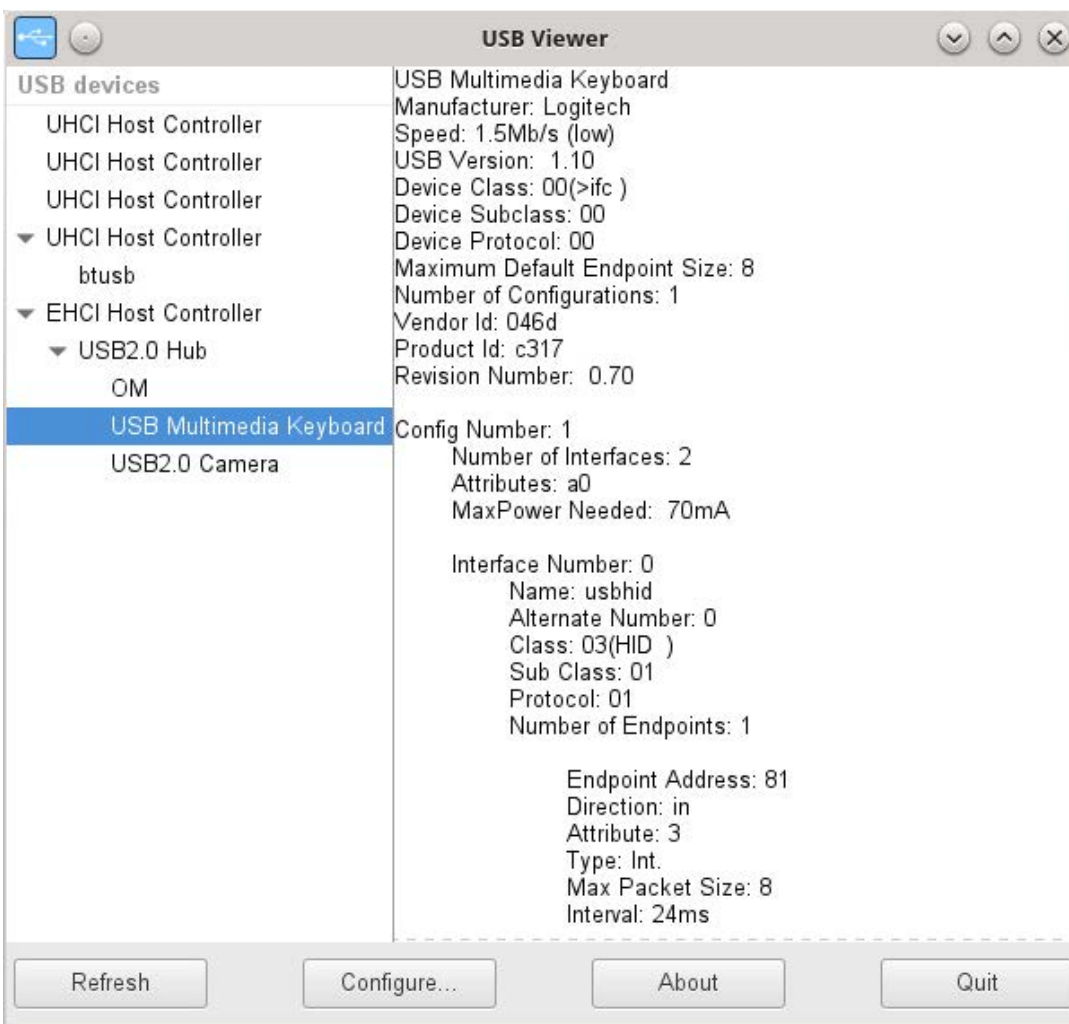 USB Viewer
USB devices
UHCI Host Controller
UHCI Host Controller
UHCI Host Controller
UHCI Host Controller
btusb
EHCI Host Controller
USB2.0 Hub
OM
USB Multimedia Keyboard
USB2.0 Camera
USB Multimedia Keyboard
Manufacturer: Logitech
Speed: 1.5Mb/s (low)
USB Version:  1.10
Device Class: 00(>ifc )
Device Subclass: 00
Device Protocol: 00
Maximum Default Endpoint Size: 8
Number of Configurations: 1
Vendor Id: 046d
Product Id: c317
Revision Number:  0.70
Config Number: 1
Number of Interfaces: 2
Attributes: a0
MaxPower Needed:  70mA
Interface Number: 0
Name: usbhid
Alternate Number: 0
Class: 03(HID  )
Sub Class: 01
Protocol: 01
Number of Endpoints: 1
Endpoint Address: 81
Direction: in
Attribute: 3
Type: Int.
Max Packet Size: 8
Interval: 24ms
Refresh
Configure...
About
Quit